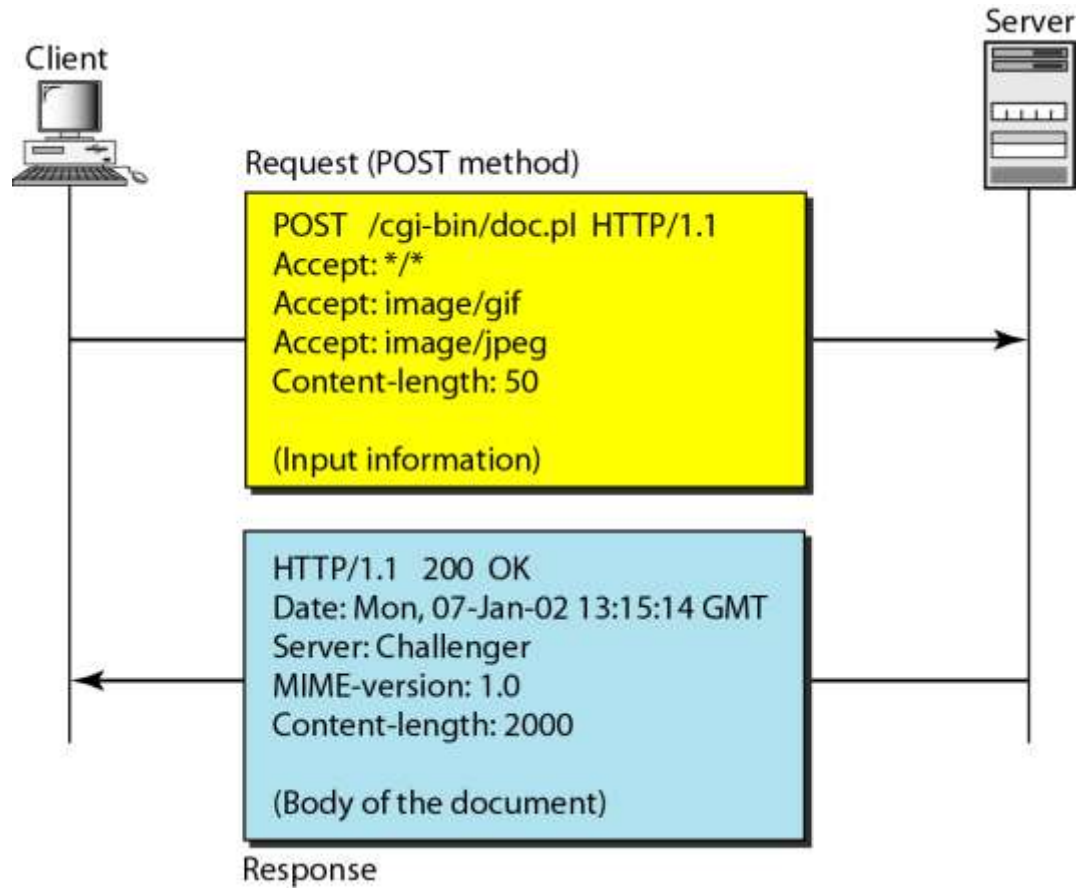 Client
Server
Request (POST method)
POST /cgi-bin/doc.pl HTTP/1.1
Accept: */*
Accept: image/gif
Accept: image/jpeg
Content-length: 50
(Input information)
HTTP/1.1 200 OK
Date: Mon, 07-Jan-02 13:15:14 GMT
Server: Challenger
MIME-version: 1.0
Content-length: 2000
(Body of the document)
Response